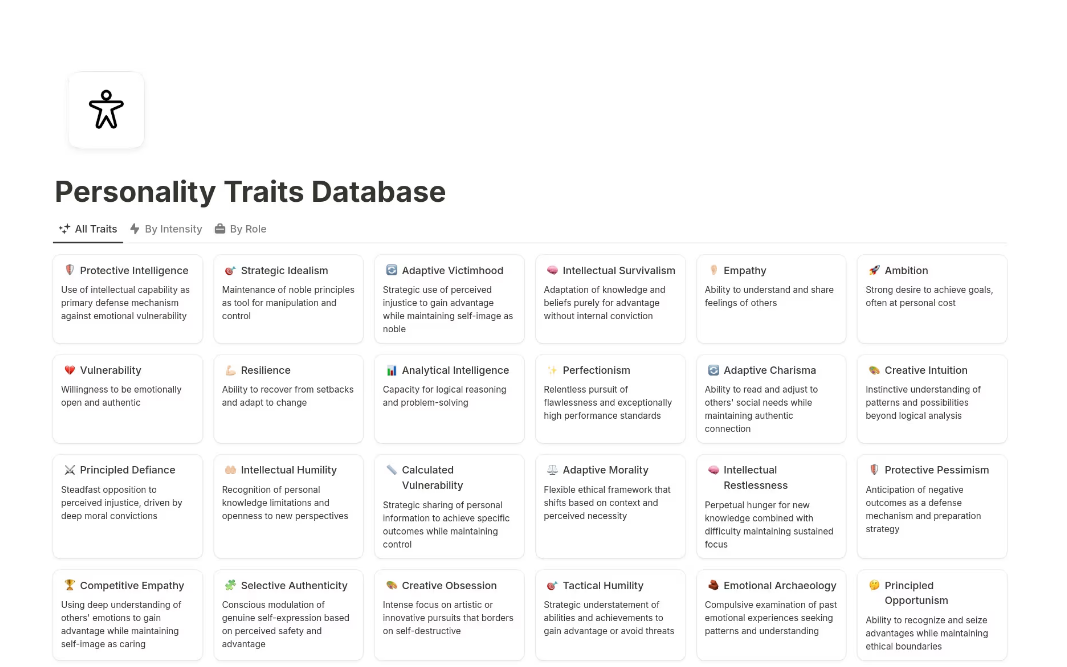 Personality Traits Database
All Traits
By Intensity
By Role
Protective Intelligence
Use of intellectual capability as
primary defense mechanism
against emotional vulnerability
Strategic Idealism
Maintenance of noble principles
as tool for manipulation and
control
Adaptive Victimhood
Strategic use of perceived
injustice to gain advantage
while maintaining self-image as
noble
Intellectual Survivalism
Adaptation of knowledge and
beliefs purely for advantage
without internal conviction
Empathy
Ability to understand and share
feelings of others
Ambition
Strong desire to achieve goals,
often at personal cost
Vulnerability
Willingness to be emotionally
open and authentic
Resilience
Ability to recover from setbacks
and adapt to change
Analytical Intelligence
Capacity for logical reasoning
and problem-solving
Perfectionism
Relentless pursuit of
flawlessness and exceptionally
high performance standards
Adaptive Charisma
Ability to read and adjust to
others' social needs while
maintaining authentic
connection
Creative Intuition
Instinctive understanding of
patterns and possibilities
beyond logical analysis
Principled Defiance
Steadfast opposition to
perceived injustice, driven by
deep moral convictions
Intellectual Humility
Recognition of personal
knowledge limitations and
openness to new perspectives
Calculated
Vulnerability
Strategic sharing of personal
information to achieve specific
outcomes while maintaining
control
Adaptive Morality
Flexible ethical framework that
shifts based on context and
perceived necessity
Intellectual
Restlessness
Perpetual hunger for new
knowledge combined with
difficulty maintaining sustained
focus
Protective Pessimism
Anticipation of negative
outcomes as a defense
mechanism and preparation
strategy
Competitive Empathy
Using deep understanding of
others' emotions to gain
advantage while maintaining
self-image as caring
Selective Authenticity
Conscious modulation of
genuine self-expression based
on perceived safety and
advantage
Creative Obsession
Intense focus on artistic or
innovative pursuits that borders
on self-destructive
Tactical Humility
Strategic understatement of
abilities and achievements to
gain advantage or avoid threats
Emotional Archaeology
Compulsive examination of past
emotional experiences seeking
patterns and understanding
Principled
Opportunism
Ability to recognize and seize
advantages while maintaining
ethical boundaries